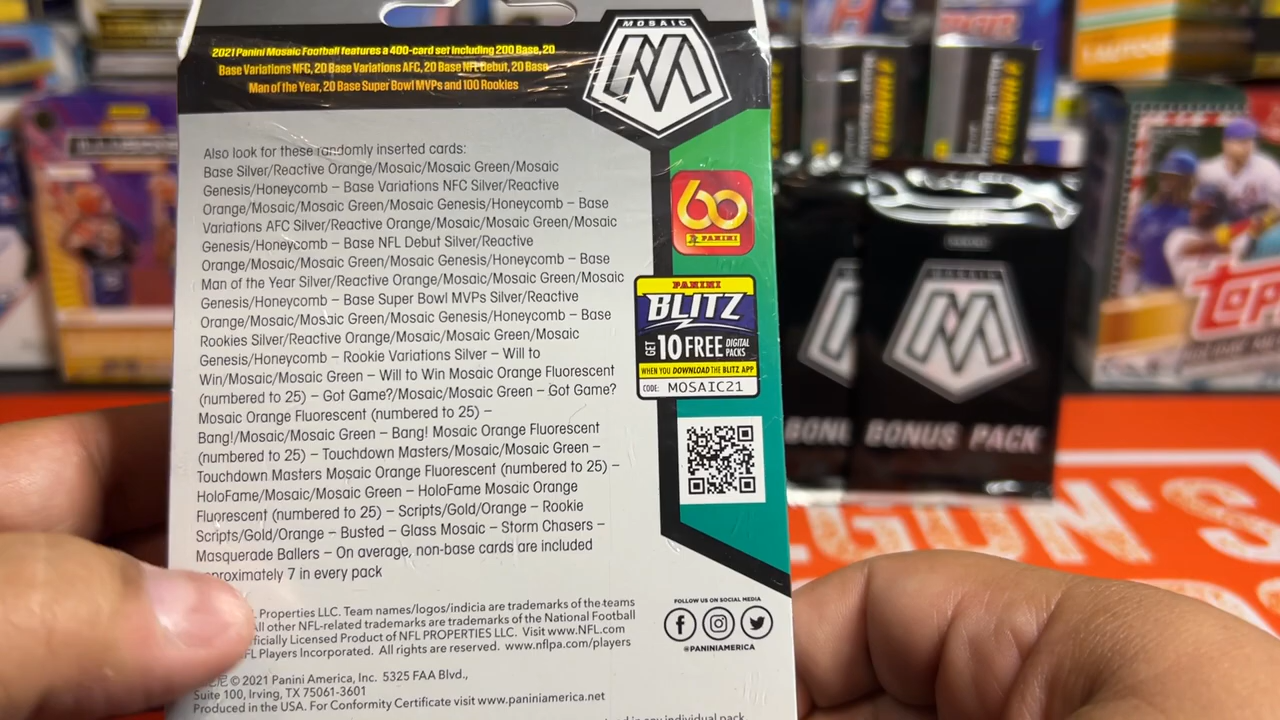 MOSAIC
2021 Panini Mosaic Football features a 400-card set including 200 Base, 20
Base Variations NFC, 20 Base Variations AFC, 20 Base NFL Debut, 20 Base
Man of the Year, 20 Base Super Bowl MVPs and 100 Rookies
Also look for these randomly inserted cards:
Base Silver/Reactive Orange/Mosaic/Mosaic Green/Mosaic
Genesis/Honeycomb – Base Variations NFC Silver/Reactive
Orange/Mosaic/Mosaic Green/Mosaic Genesis/Honeycomb – Base
Variations AFC Silver/Reactive Orange/Mosaic/Mosaic Green/Mosaic
Genesis/Honeycomb – Base NFL Debut Silver/Reactive
Orange/Mosaic/Mosaic Green/Mosaic Genesis/Honeycomb – Base
Man of the Year Silver/Reactive Orange/Mosaic/Mosaic Green/Mosaic
Genesis/Honeycomb – Base Super Bowl MVPs Silver/Reactive
Orange/Mosaic/Mosaic Green/Mosaic Genesis/Honeycomb – Base
Rookies Silver/Reactive Orange/Mosaic/Mosaic Green/Mosaic
Genesis/Honeycomb – Rookie Variations Silver – Will to
Win/Mosaic/Mosaic Green – Will to Win Mosaic Orange Fluorescent
(numbered to 25) – Got Game?/Mosaic/Mosaic Green – Got Game?
Mosaic Orange Fluorescent (numbered to 25) –
Bang!/Mosaic/Mosaic Green – Bang! Mosaic Orange Fluorescent
(numbered to 25) – Touchdown Masters/Mosaic/Mosaic Green –
Touchdown Masters Mosaic Orange Fluorescent (numbered to 25) –
HoloFame/Mosaic/Mosaic Green – HoloFame Mosaic Orange
Fluorescent (numbered to 25) – Scripts/Gold/Orange – Rookie
Scripts/Gold/Orange – Busted – Glass Mosaic – Storm Chasers –
Masquerade Ballers – On average, non-base cards are included
proximately 7 in every pack
Properties LLC. Team names/logos/indicia are trademarks of the teams
All other NFL-related trademarks are trademarks of the National Football
ficially Licensed Product of NFL PROPERTIES LLC. Visit www.NFL.com
FL Players Incorporated. All rights are reserved. www.nflpa.com/players
© 2021 Panini America, Inc. 5325 FAA Blvd.,
Suite 100, Irving, TX 75061-3601
Produced in the USA. For Conformity Certificate visit www.paniniamerica.net
in any individual pack
60
PANINI
PANINI
BLITZ
GET 10 FREE DIGITAL PACKS
WHEN YOU DOWNLOAD THE BLITZ APP
CODE: MOSAIC21
FOLLOW US ON SOCIAL MEDIA
@PANINIAMERICA
BONUS PACK